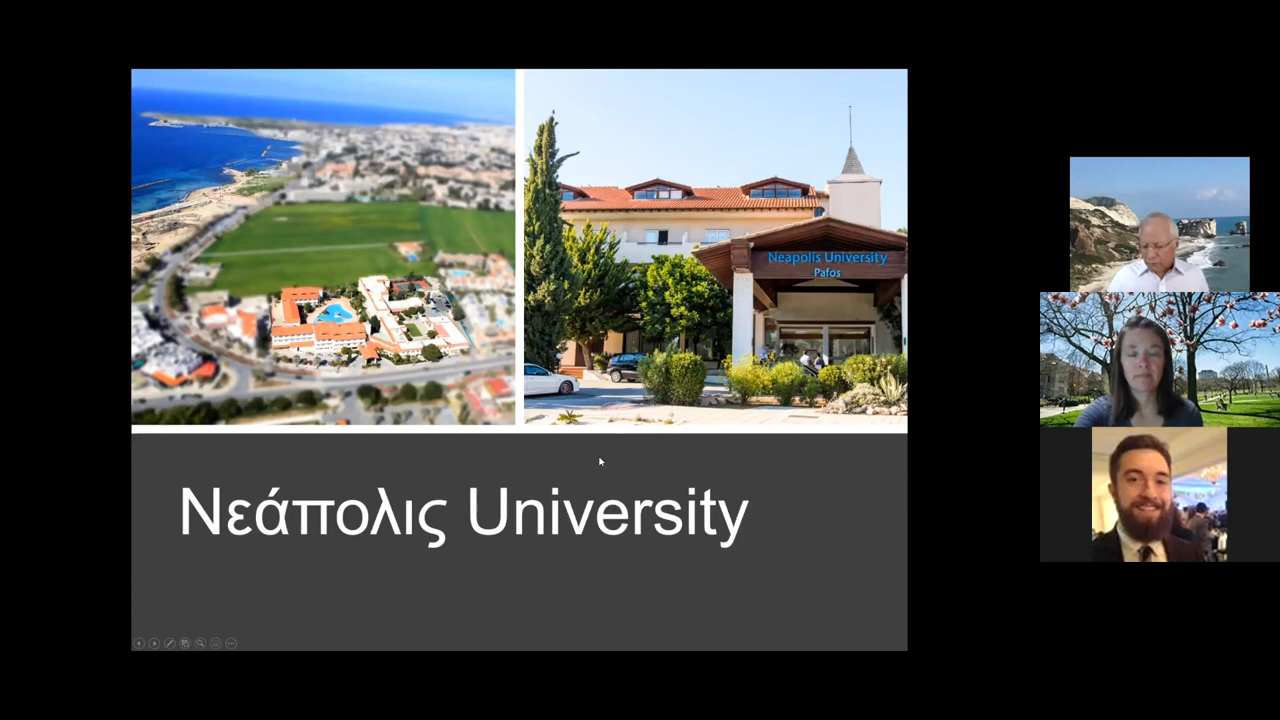 Neapolis University
Pafos
Νεάπολις University